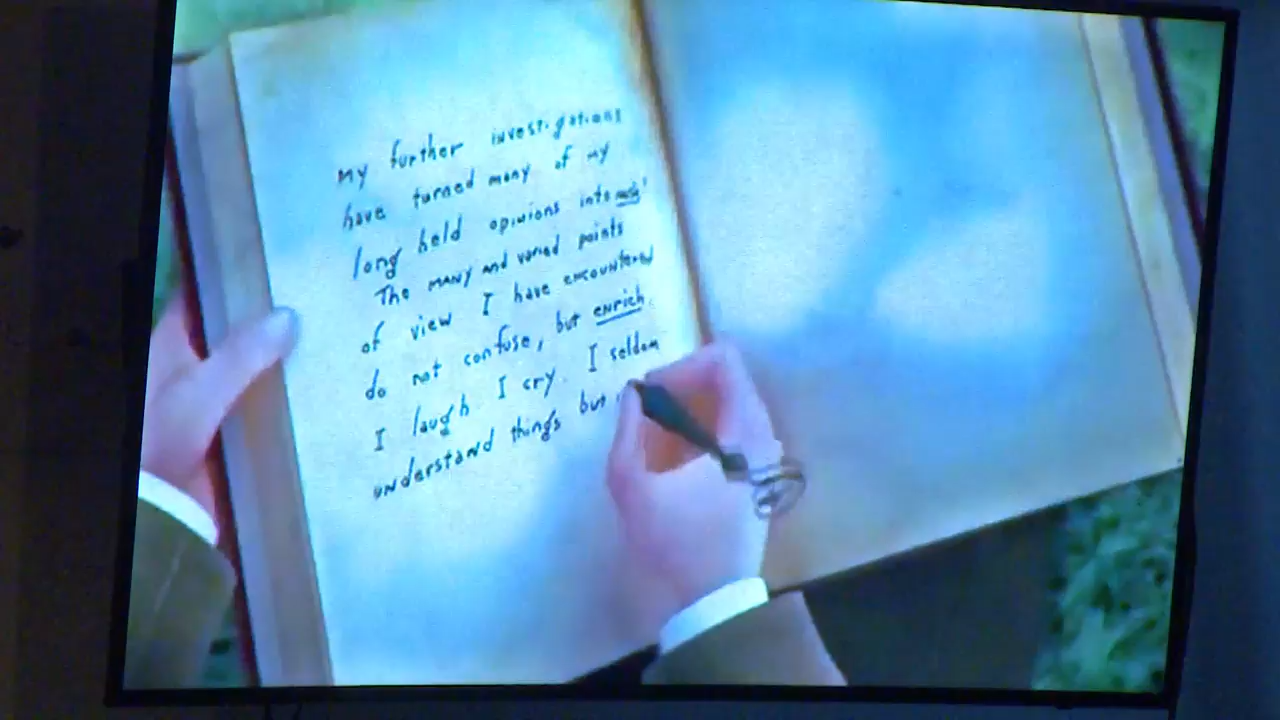 My further investigations
have turned many of my
long held opinions into mush!
The many and varied points
of view I have encountered
do not confuse, but enrich.
I laugh I cry. I seldom
understand things but